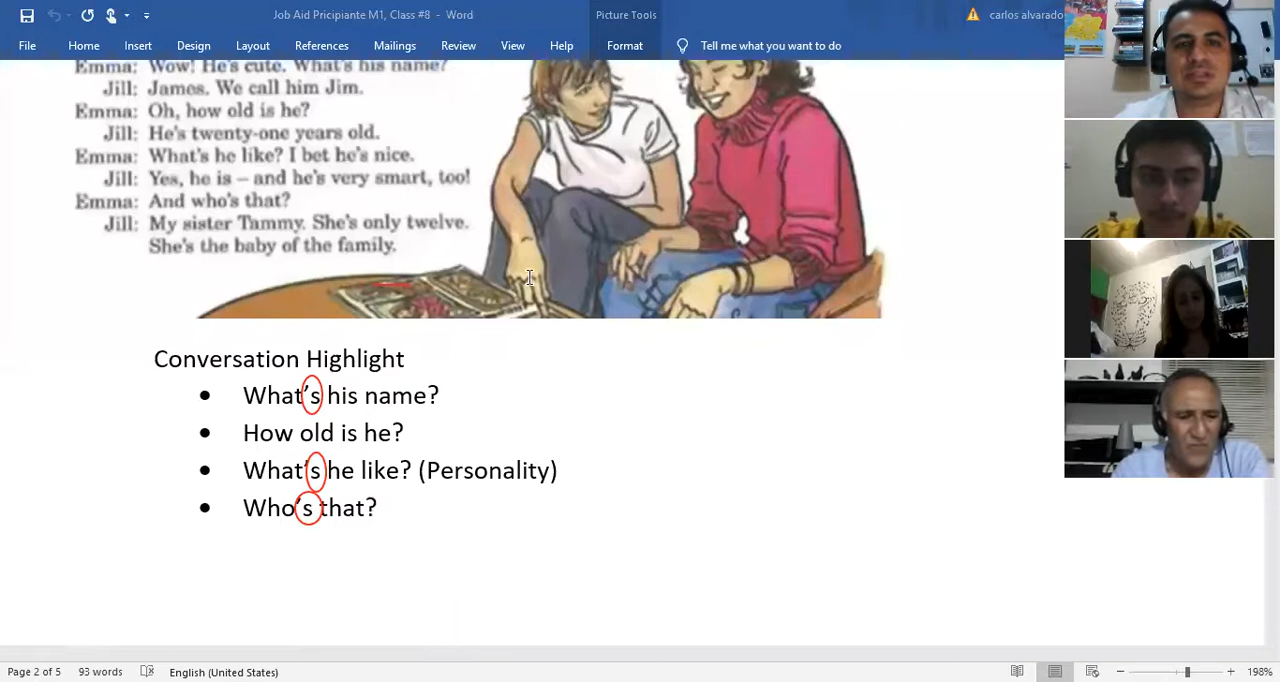 Job Aid Pricipiante M1, Class #8 - Word
Picture Tools
carlos alvarado
File Home Insert Design Layout References Mailings Review View Help Format Tell me what you want to do
Emma: Wow! He's cute. What's his name?
Jill: James. We call him Jim.
Emma: Oh, how old is he?
Jill: He's twenty-one years old.
Emma: What's he like? I bet he's nice.
Jill: Yes, he is – and he's very smart, too!
Emma: And who's that?
Jill: My sister Tammy. She's only twelve.
She's the baby of the family.
Conversation Highlight
• What's his name?
• How old is he?
• What's he like? (Personality)
• Who's that?
Page 2 of 5 93 words English (United States) 198%